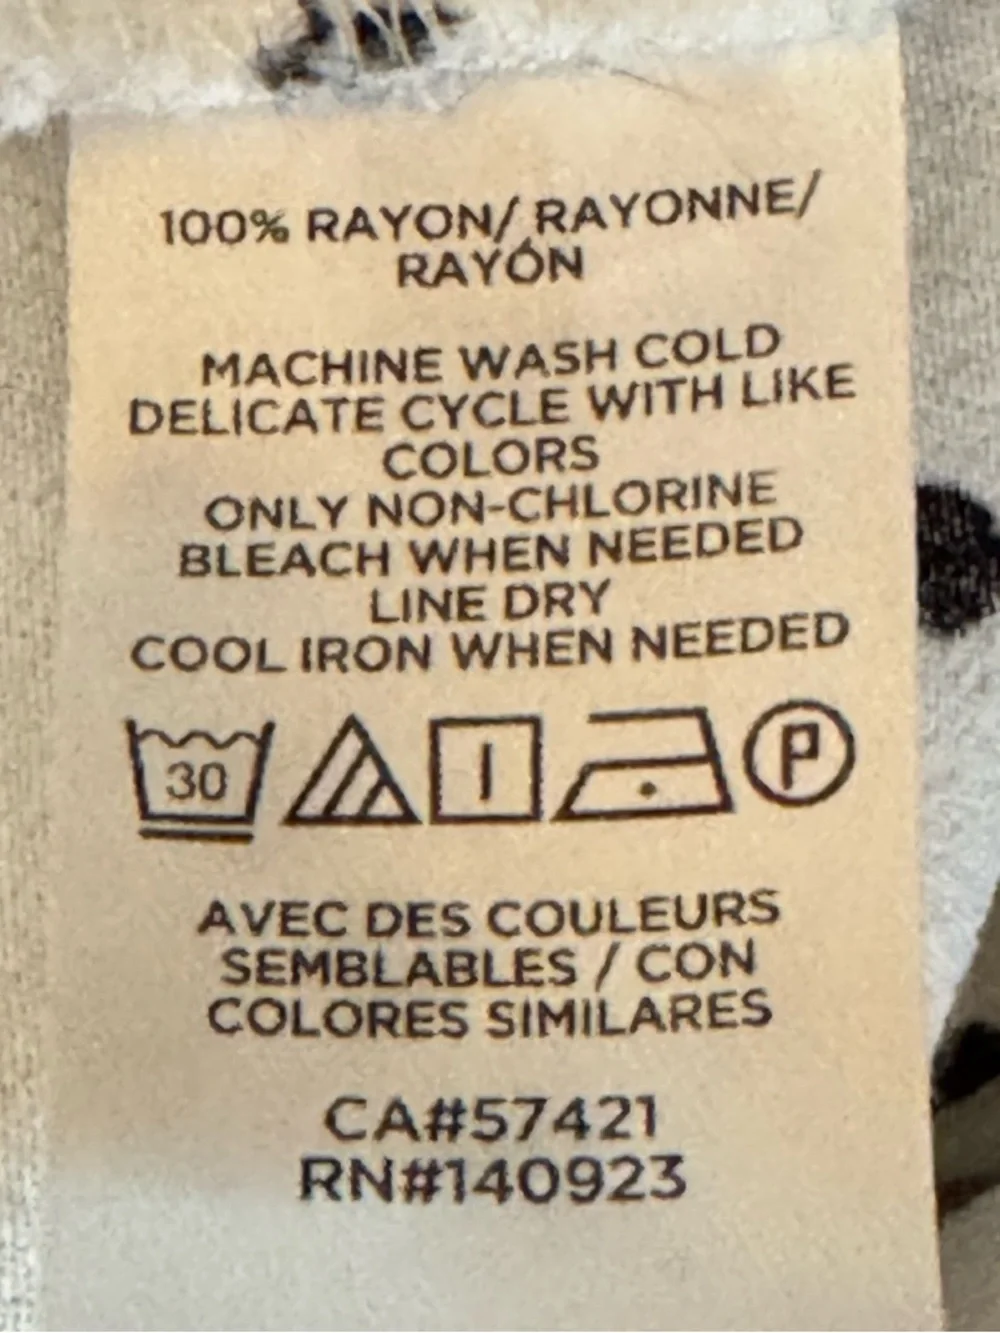 100% RAYON/ RAYONNE/
RAYÓN
MACHINE WASH COLD
DELICATE CYCLE WITH LIKE
COLORS
ONLY NON-CHLORINE
BLEACH WHEN NEEDED
LINE DRY
COOL IRON WHEN NEEDED
30 P
AVEC DES COULEURS
SEMBLABLES / CON
COLORES SIMILARES
CA#57421
RN#140923